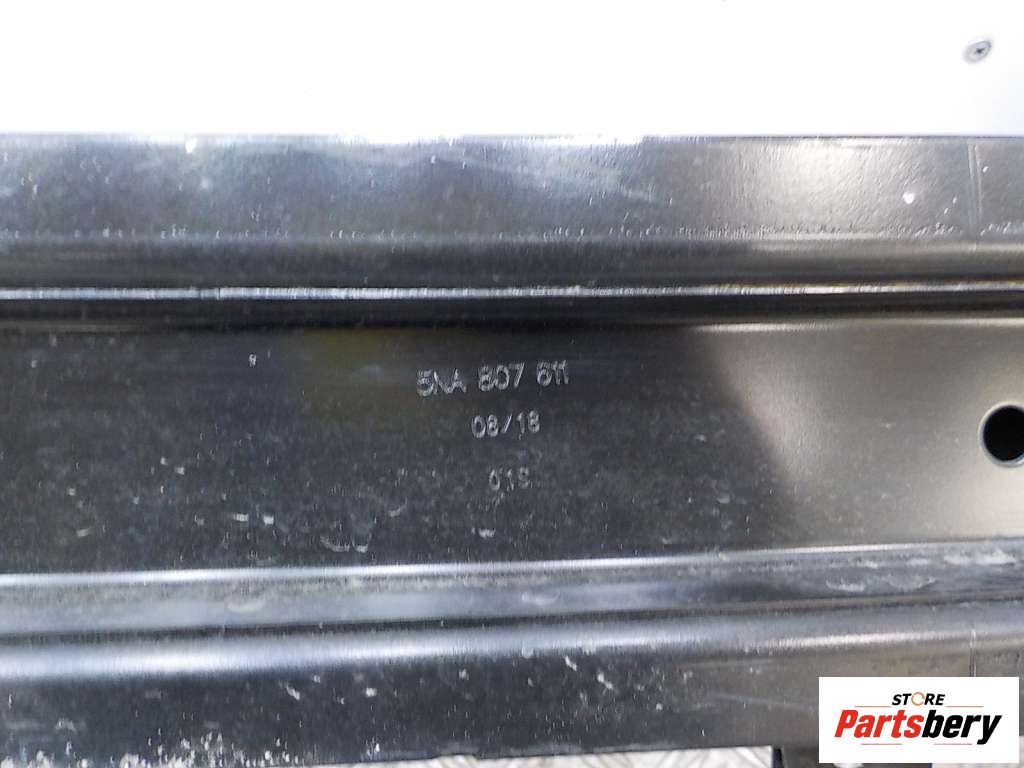 5NA 807 611
08/18
01S
STORE
Partsbery